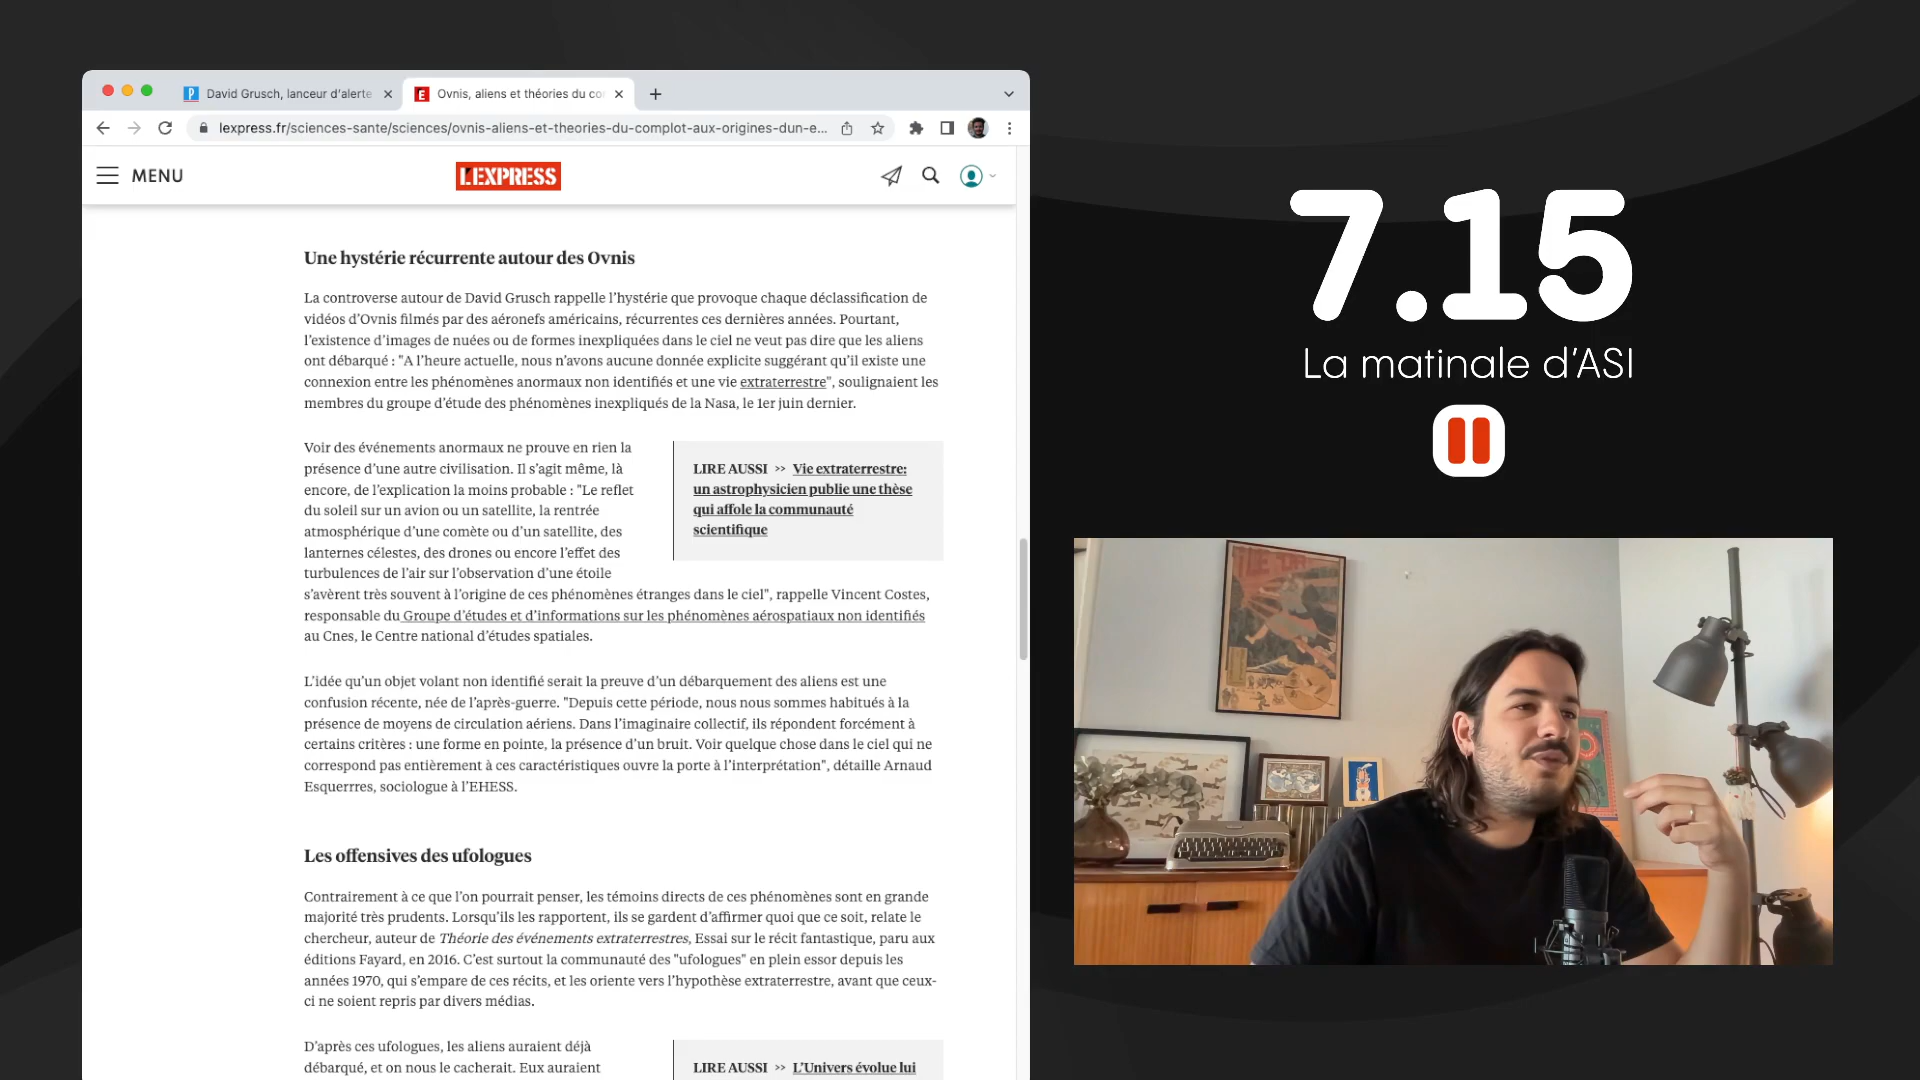 David Grusch, lanceur d'alerte
Ovnis, aliens et théories du co
lexpress.fr/sciences-sante/sciences/ovnis-aliens-et-theories-du-complot-aux-origines-dun-e...
MENU
L'EXPRESS
Une hystérie récurrente autour des Ovnis
La controverse autour de David Grusch rappelle l'hystérie que provoque chaque déclassification de
vidéos d'Ovnis filmés par des aéronefs américains, récurrentes ces dernières années. Pourtant,
l'existence d'images de nuées ou de formes inexpliquées dans le ciel ne veut pas dire que les aliens
ont débarqué : "A l'heure actuelle, nous n'avons aucune donnée explicite suggérant qu'il existe une
connexion entre les phénomènes anormaux non identifiés et une vie extraterrestre", soulignaient les
membres du groupe d'étude des phénomènes inexpliqués de la Nasa, le 1er juin dernier.
Voir des événements anormaux ne prouve en rien la
présence d'une autre civilisation. Il s'agit même, là
encore, de l'explication la moins probable : "Le reflet
du soleil sur un avion ou un satellite, la rentrée
atmosphérique d'une comète ou d'un satellite, des
lanternes célestes, des drones ou encore l'effet des
turbulences de l'air sur l'observation d'une étoile
s'avèrent très souvent à l'origine de ces phénomènes étranges dans le ciel", rappelle Vincent Costes,
responsable du Groupe d'études et d'informations sur les phénomènes aérospatiaux non identifiés
au Cnes, le Centre national d'études spatiales.
LIRE AUSSI >> Vie extraterrestre:
un astrophysicien publie une thèse
qui affole la communauté
scientifique
L'idée qu'un objet volant non identifié serait la preuve d'un débarquement des aliens est une
confusion récente, née de l'après-guerre. "Depuis cette période, nous nous sommes habitués à la
présence de moyens de circulation aériens. Dans l'imaginaire collectif, ils répondent forcément à
certains critères : une forme en pointe, la présence d'un bruit. Voir quelque chose dans le ciel qui ne
correspond pas entièrement à ces caractéristiques ouvre la porte à l'interprétation", détaille Arnaud
Esquerrres, sociologue à l'EHESS.
Les offensives des ufologues
Contrairement à ce que l'on pourrait penser, les témoins directs de ces phénomènes sont en grande
majorité très prudents. Lorsqu'ils les rapportent, ils se gardent d'affirmer quoi que ce soit, relate le
chercheur, auteur de Théorie des événements extraterrestres, Essai sur le récit fantastique, paru aux
éditions Fayard, en 2016. C'est surtout la communauté des "ufologues" en plein essor depuis les
années 1970, qui s'empare de ces récits, et les oriente vers l'hypothèse extraterrestre, avant que ceux-
ci ne soient repris par divers médias.
D'après ces ufologues, les aliens auraient déjà
débarqué, et on nous le cacherait. Eux auraient
LIRE AUSSI >> L'Univers évolue lui
7.15
La matinale d'ASI